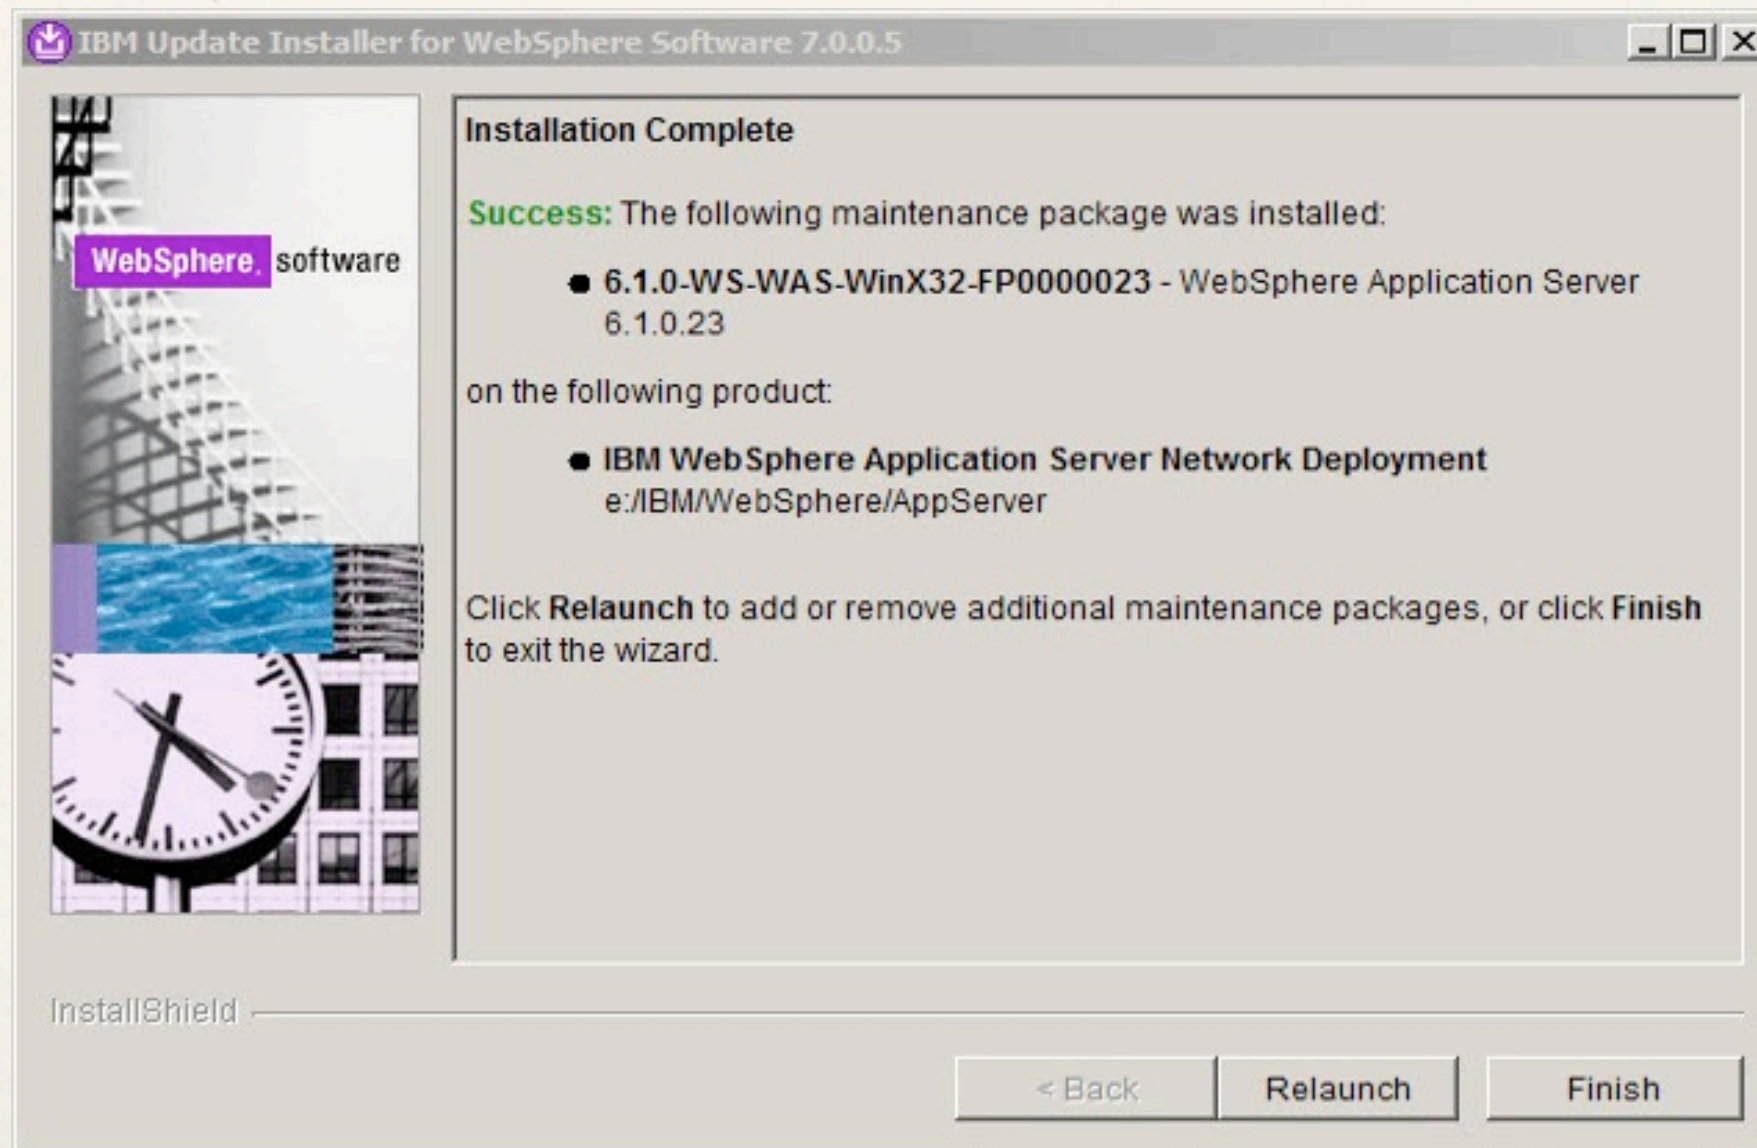 IBM Update Installer for WebSphere Software 7.0.0.5
WebSphere. software
Installation Complete
Success: The following maintenance package was installed:
● 6.1.0-WS-WAS-WinX32-FP0000023 - WebSphere Application Server
6.1.0.23
on the following product:
● IBM WebSphere Application Server Network Deployment
e:/IBM/WebSphere/AppServer
Click Relaunch to add or remove additional maintenance packages, or click Finish
to exit the wizard.
InstallShield
< Back
Relaunch
Finish